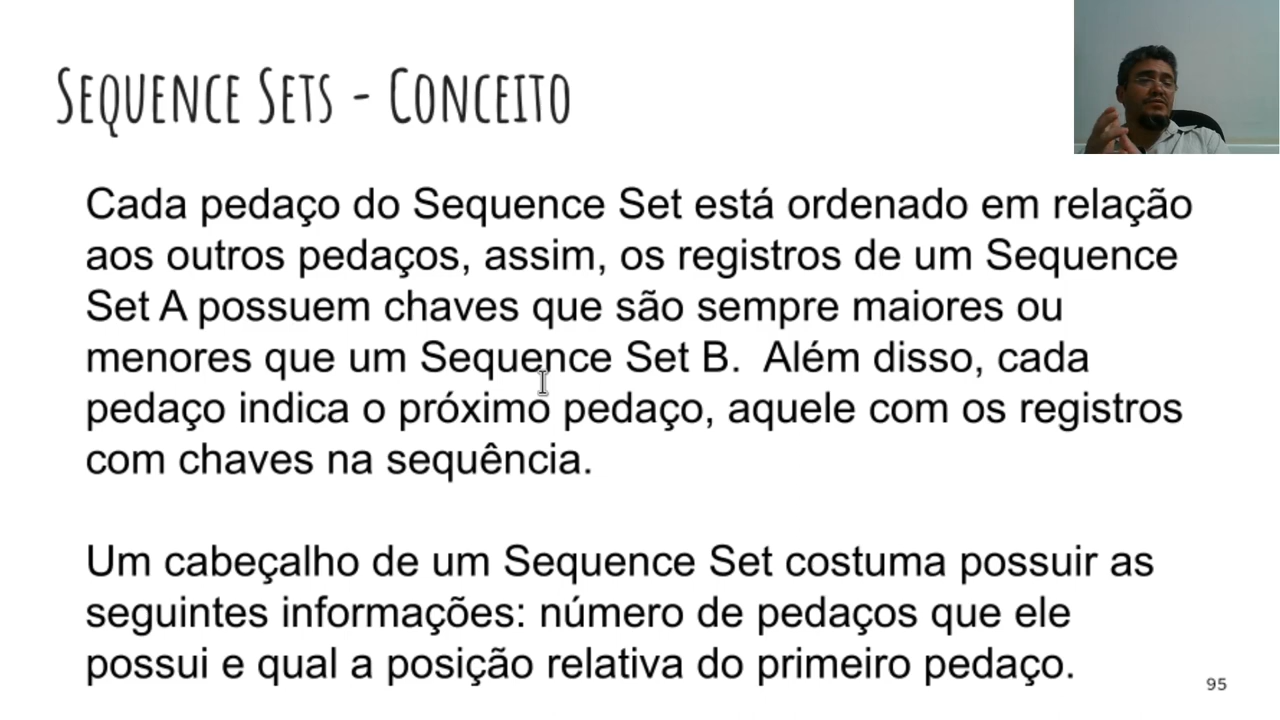 Sequence Sets - Conceito
Cada pedaço do Sequence Set está ordenado em relação
aos outros pedaços, assim, os registros de um Sequence
Set A possuem chaves que são sempre maiores ou
menores que um Sequence Set B.  Além disso, cada
pedaço indica o próximo pedaço, aquele com os registros
com chaves na sequência.
Um cabeçalho de um Sequence Set costuma possuir as
seguintes informações: número de pedaços que ele
possui e qual a posição relativa do primeiro pedaço.
95